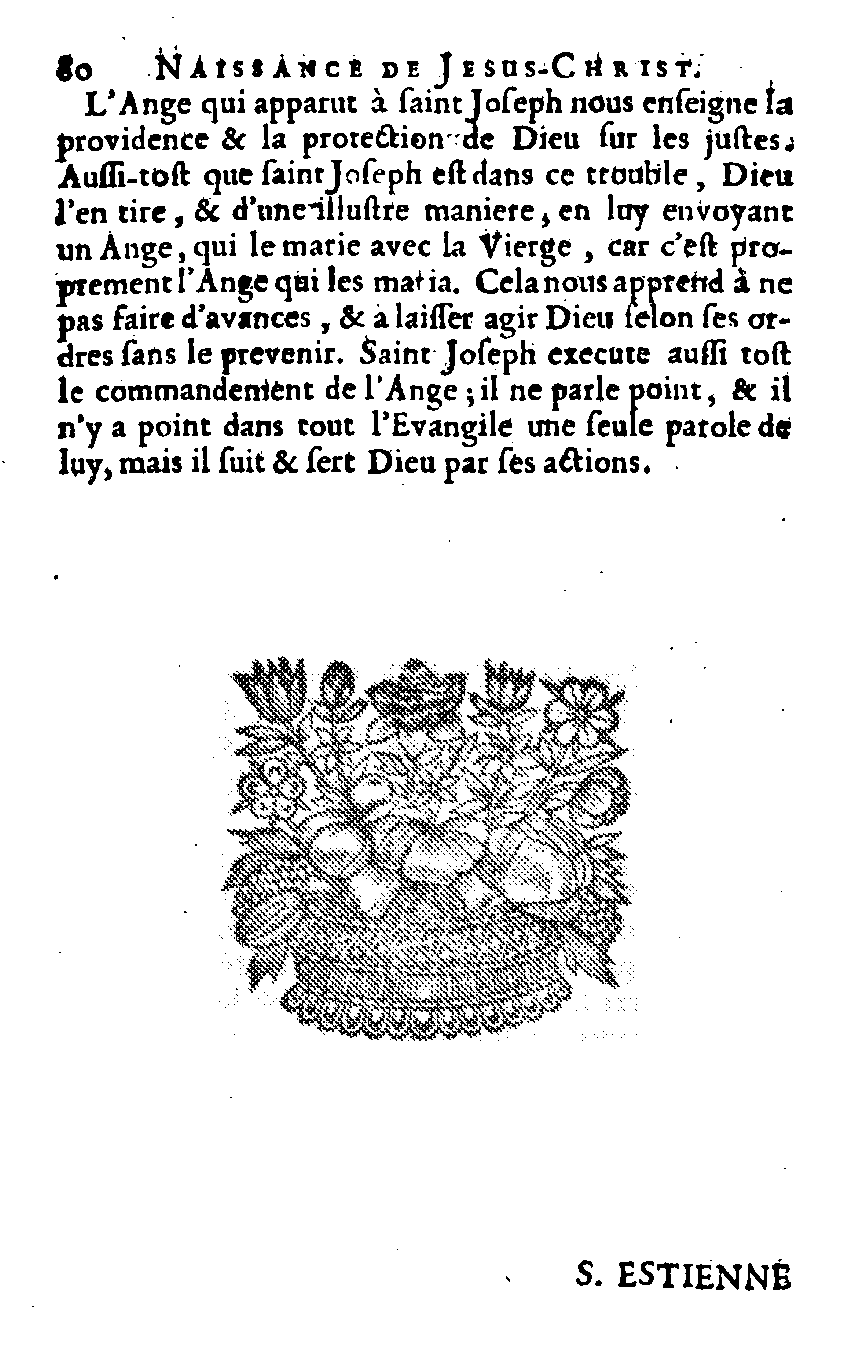 80 NAISSANCE DE JESUS-CHRIST.
L'Ange qui apparut à ſaint Joſeph nous enſeigne la
providence & la protection de Dieu ſur les juſtes.
Auſſi-toſt que ſaint Joſeph eſt dans ce trouble, Dieu
l'en tire, & d'une illuſtre maniere, en luy envoyant
un Ange, qui le marie avec la Vierge, car c'eſt pro-
prement l'Ange qui les maria. Cela nous apprend à ne
pas faire d'avances, & à laiſſer agir Dieu ſelon ſes or-
dres ſans le prevenir. Saint Joſeph execute auſſi toſt
le commandement de l'Ange ; il ne parle point, & il
n'y a point dans tout l'Evangile une ſeule parole de
luy, mais il ſuit & ſert Dieu par ſes actions.
S. ESTIENNE